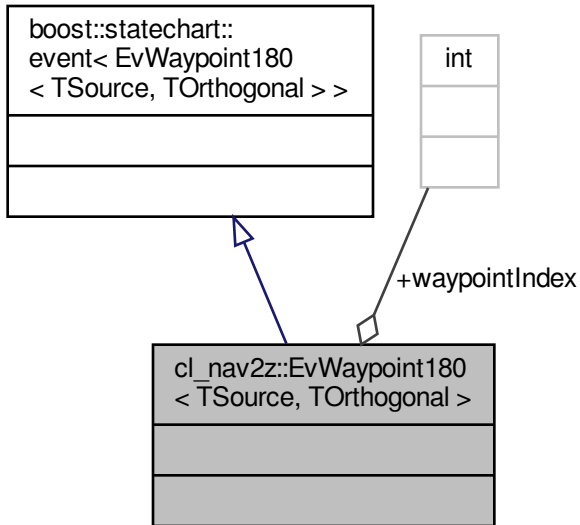 boost::statechart::
event< EvWaypoint180
< TSource, TOrthogonal > >
int
+waypointIndex
cl_nav2z::EvWaypoint180
< TSource, TOrthogonal >